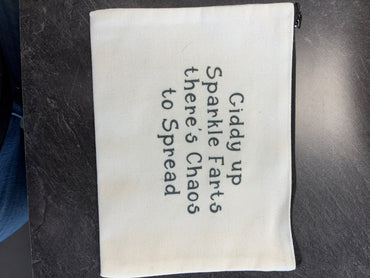 Giddy up
Sparkle Farts
there's Chaos
to Spread